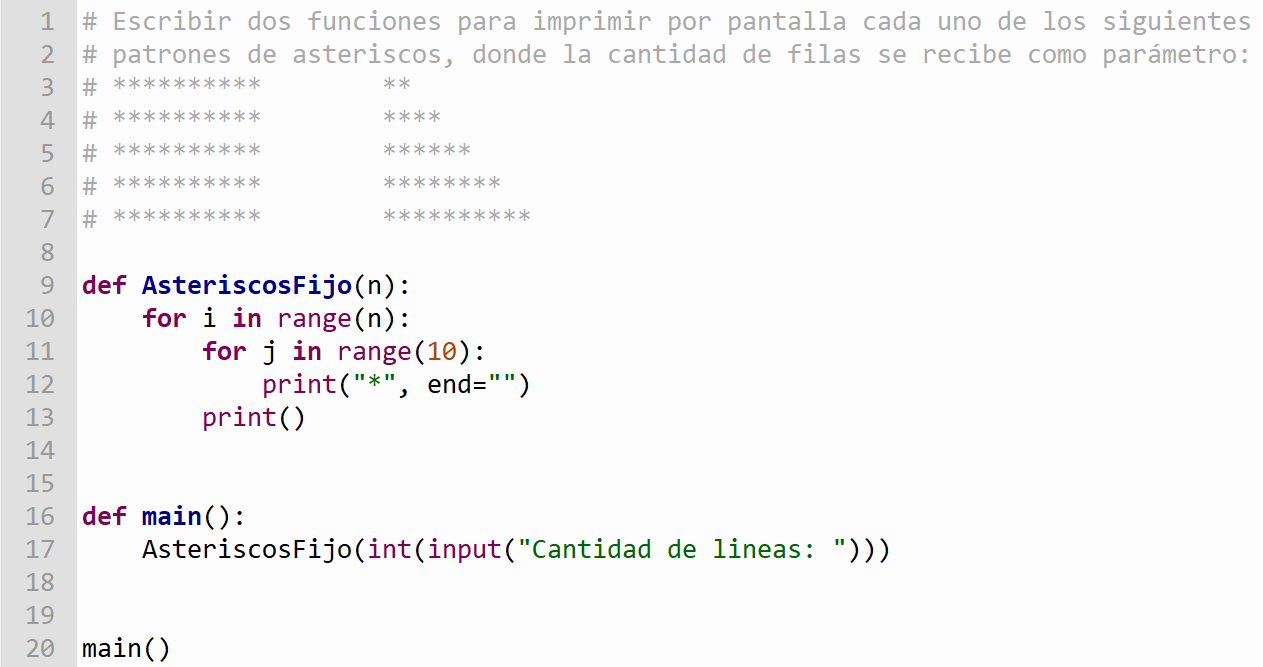 1 # Escribir dos funciones para imprimir por pantalla cada uno de los siguientes
2 # patrones de asteriscos, donde la cantidad de filas se recibe como parámetro:
3 # **********        **
4 # **********        ****
5 # **********        ******
6 # **********        ********
7 # **********        **********
8
9 def AsteriscosFijo(n):
10     for i in range(n):
11         for j in range(10):
12             print("*", end="")
13         print()
14
15
16 def main():
17     AsteriscosFijo(int(input("Cantidad de lineas: ")))
18
19
20 main()